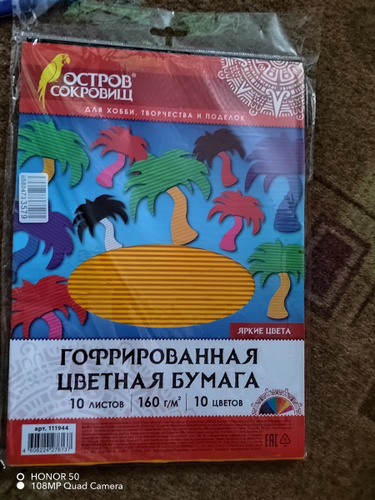 ОСТРОВ
СОКРОВИЩ
ДЛЯ ХОББИ, ТВОРЧЕСТВА И ПОДЕЛОК
ЯРКИЕ ЦВЕТА
ГОФРИРОВАННАЯ
ЦВЕТНАЯ БУМАГА
10 ЛИСТОВ 160 Г/М² 10 ЦВЕТОВ
арт. 111944
EAC
HONOR 50
108MP Quad Camera